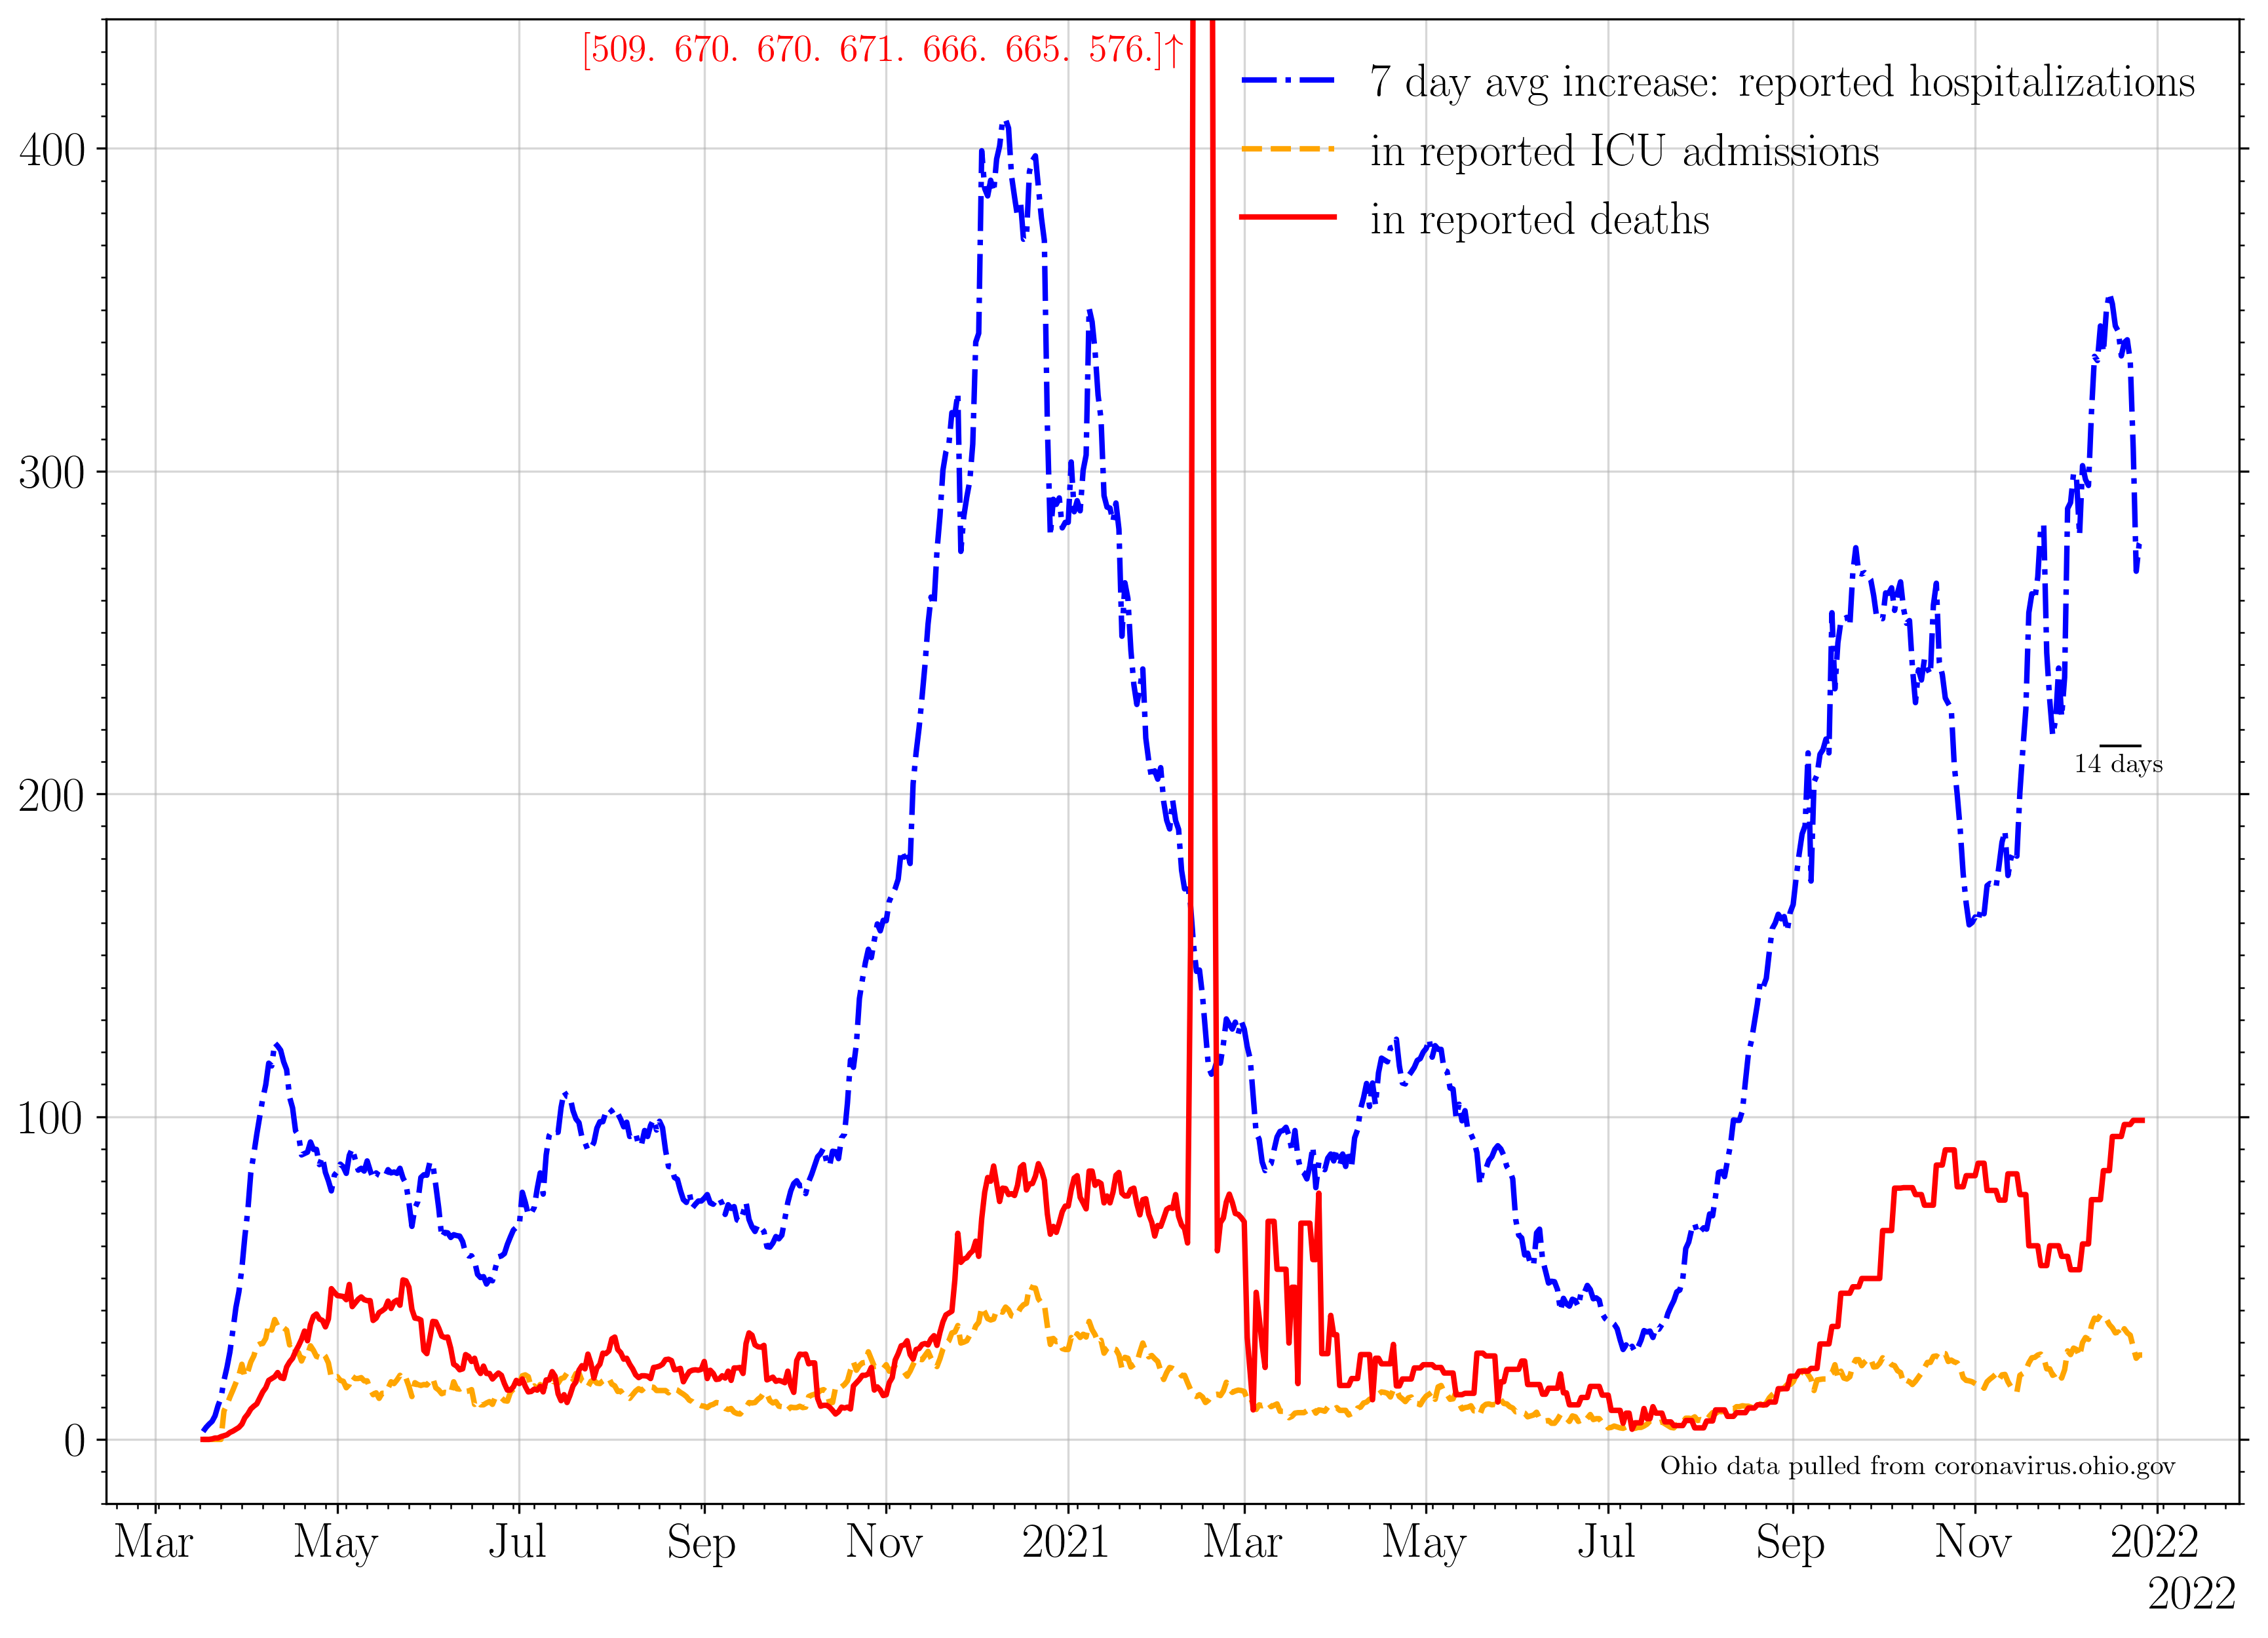 [509. 670. 670. 671. 666. 665. 576.]↑
7 day avg increase: reported hospitalizations
in reported ICU admissions
in reported deaths
400
300
200
100
0
14 days
Ohio data pulled from coronavirus.ohio.gov
Mar May Jul Sep Nov 2021 Mar May Jul Sep Nov 2022
2022